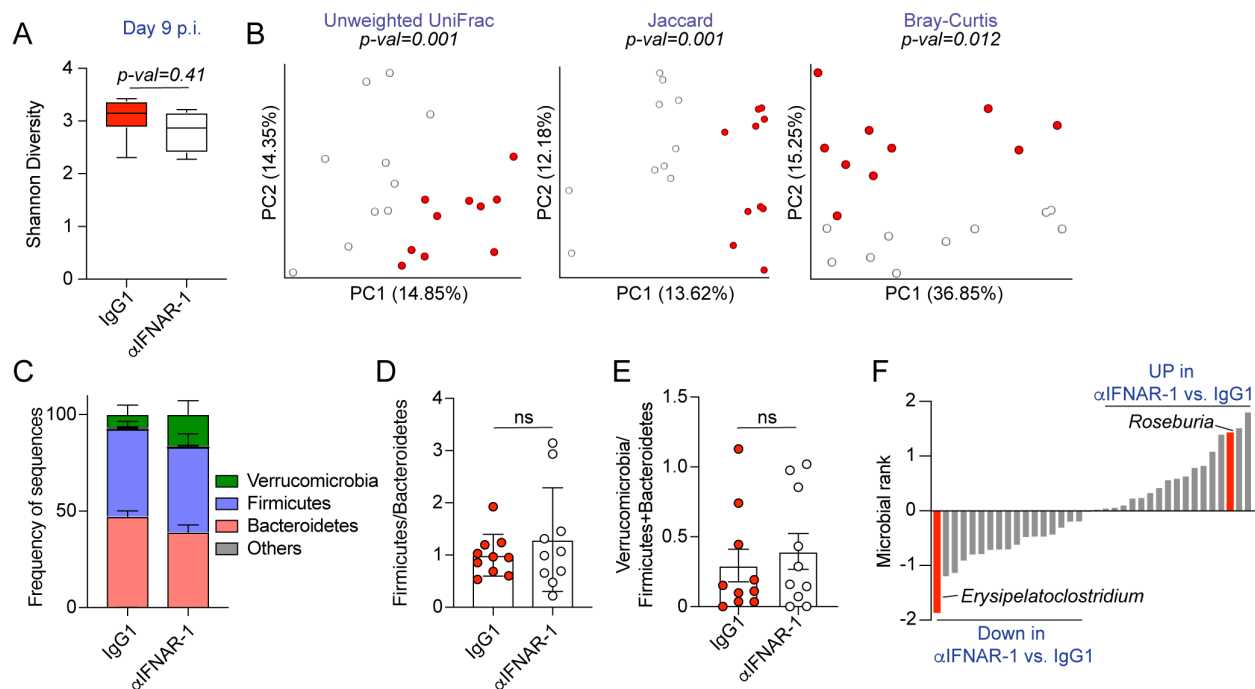 A
Day 9 p.i.
p-val=0.41
4
3
2
1
0
Shannon Diversity
IgG1
αIFNAR-1
B
Unweighted UniFrac
p-val=0.001
PC2 (14.35%)
PC1 (14.85%)
Jaccard
p-val=0.001
PC2 (12.18%)
PC1 (13.62%)
Bray-Curtis
p-val=0.012
PC2 (15.25%)
PC1 (36.85%)
C
Frequency of sequences
100
50
0
IgG1
αIFNAR-1
Verrucomicrobia
Firmicutes
Bacteroidetes
Others
D
Firmicutes/Bacteroidetes
4
3
2
1
0
ns
IgG1
αIFNAR-1
E
Verrucomicrobia/
Firmicutes+Bacteroidetes
1.5
1.0
0.5
0.0
ns
IgG1
αIFNAR-1
F
UP in
αIFNAR-1 vs. IgG1
Roseburia
Microbial rank
2
1
0
-1
-2
Erysipelatoclostridium
Down in
αIFNAR-1 vs. IgG1